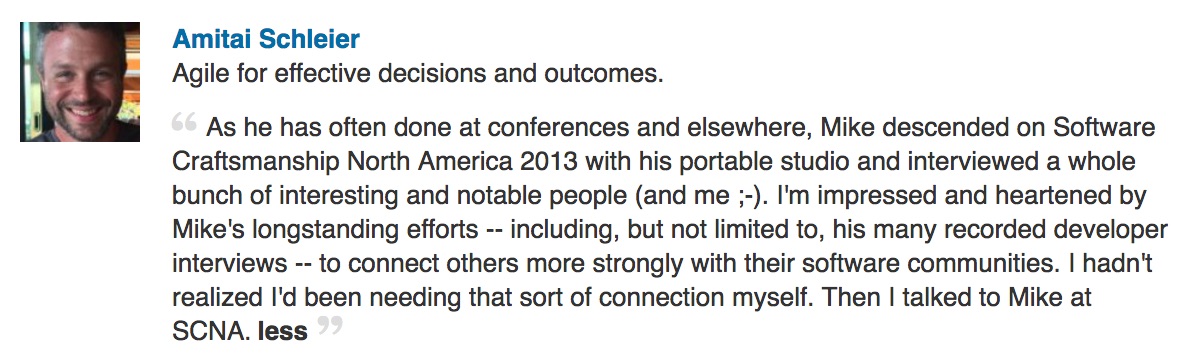 Amitai Schleier
Agile for effective decisions and outcomes.
“ As he has often done at conferences and elsewhere, Mike descended on Software
Craftsmanship North America 2013 with his portable studio and interviewed a whole
bunch of interesting and notable people (and me ;-). I'm impressed and heartened by
Mike's longstanding efforts -- including, but not limited to, his many recorded developer
interviews -- to connect others more strongly with their software communities. I hadn't
realized I'd been needing that sort of connection myself. Then I talked to Mike at
SCNA. less ”